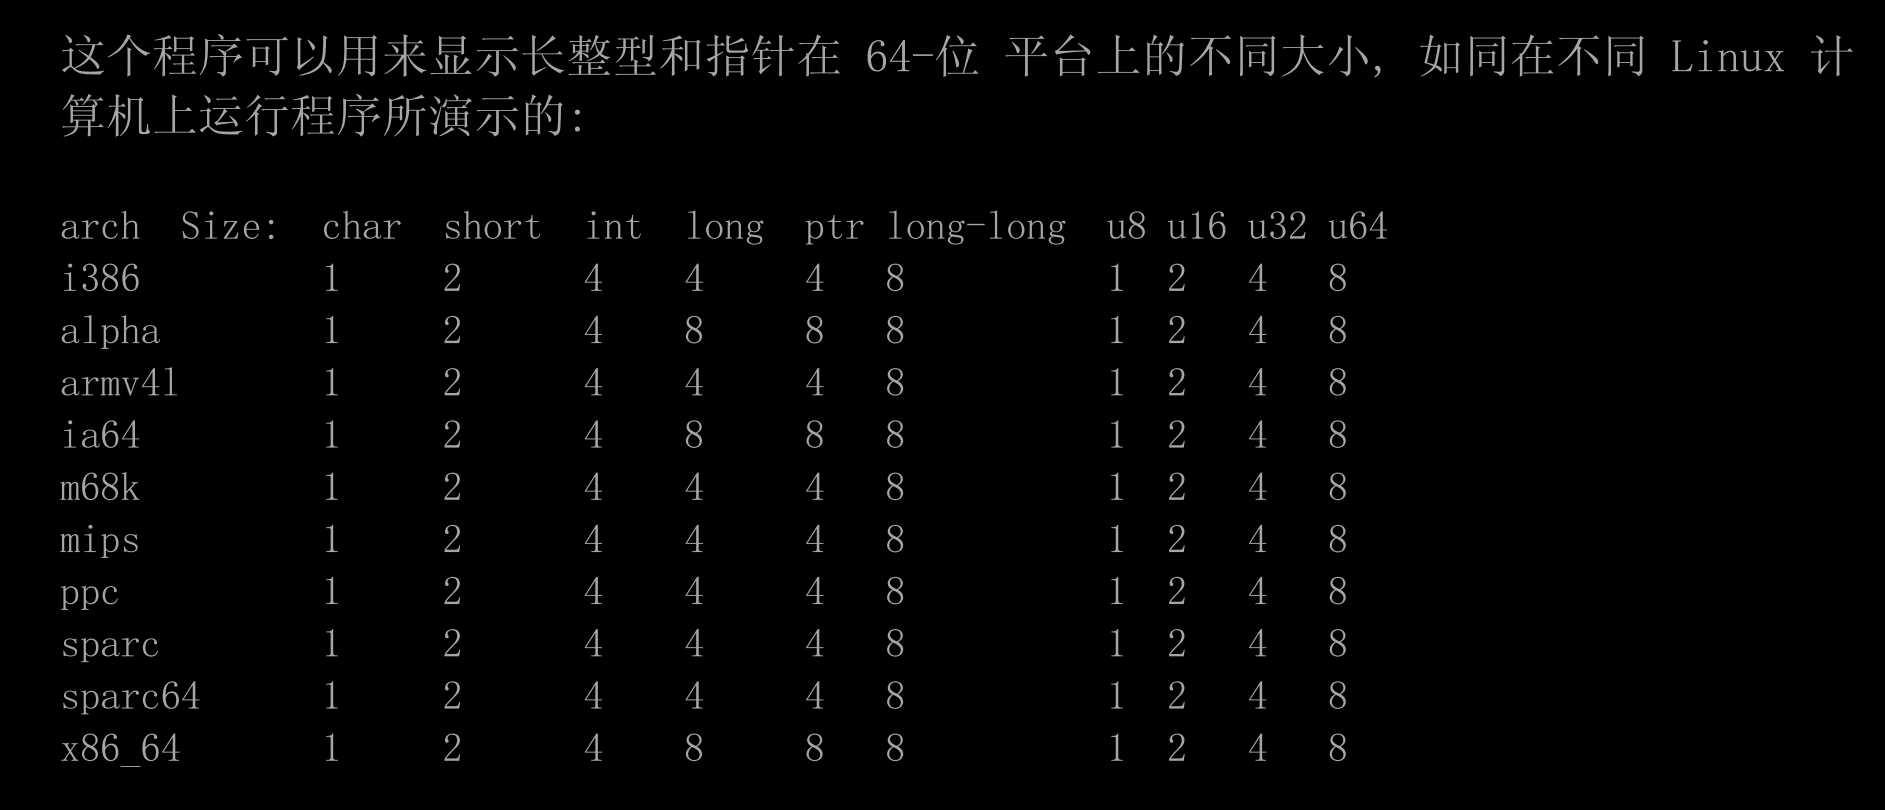 这个程序可以用来显示长整型和指针在 64-位 平台上的不同大小, 如同在不同 Linux 计
算机上运行程序所演示的:
arch  Size:  char  short  int  long  ptr long-long  u8 u16 u32 u64
i386         1     2      4    4     4   8          1  2   4   8
alpha        1     2      4    8     8   8          1  2   4   8
armv4l       1     2      4    4     4   8          1  2   4   8
ia64         1     2      4    8     8   8          1  2   4   8
m68k         1     2      4    4     4   8          1  2   4   8
mips         1     2      4    4     4   8          1  2   4   8
ppc          1     2      4    4     4   8          1  2   4   8
sparc        1     2      4    4     4   8          1  2   4   8
sparc64      1     2      4    4     4   8          1  2   4   8
x86_64       1     2      4    8     8   8          1  2   4   8